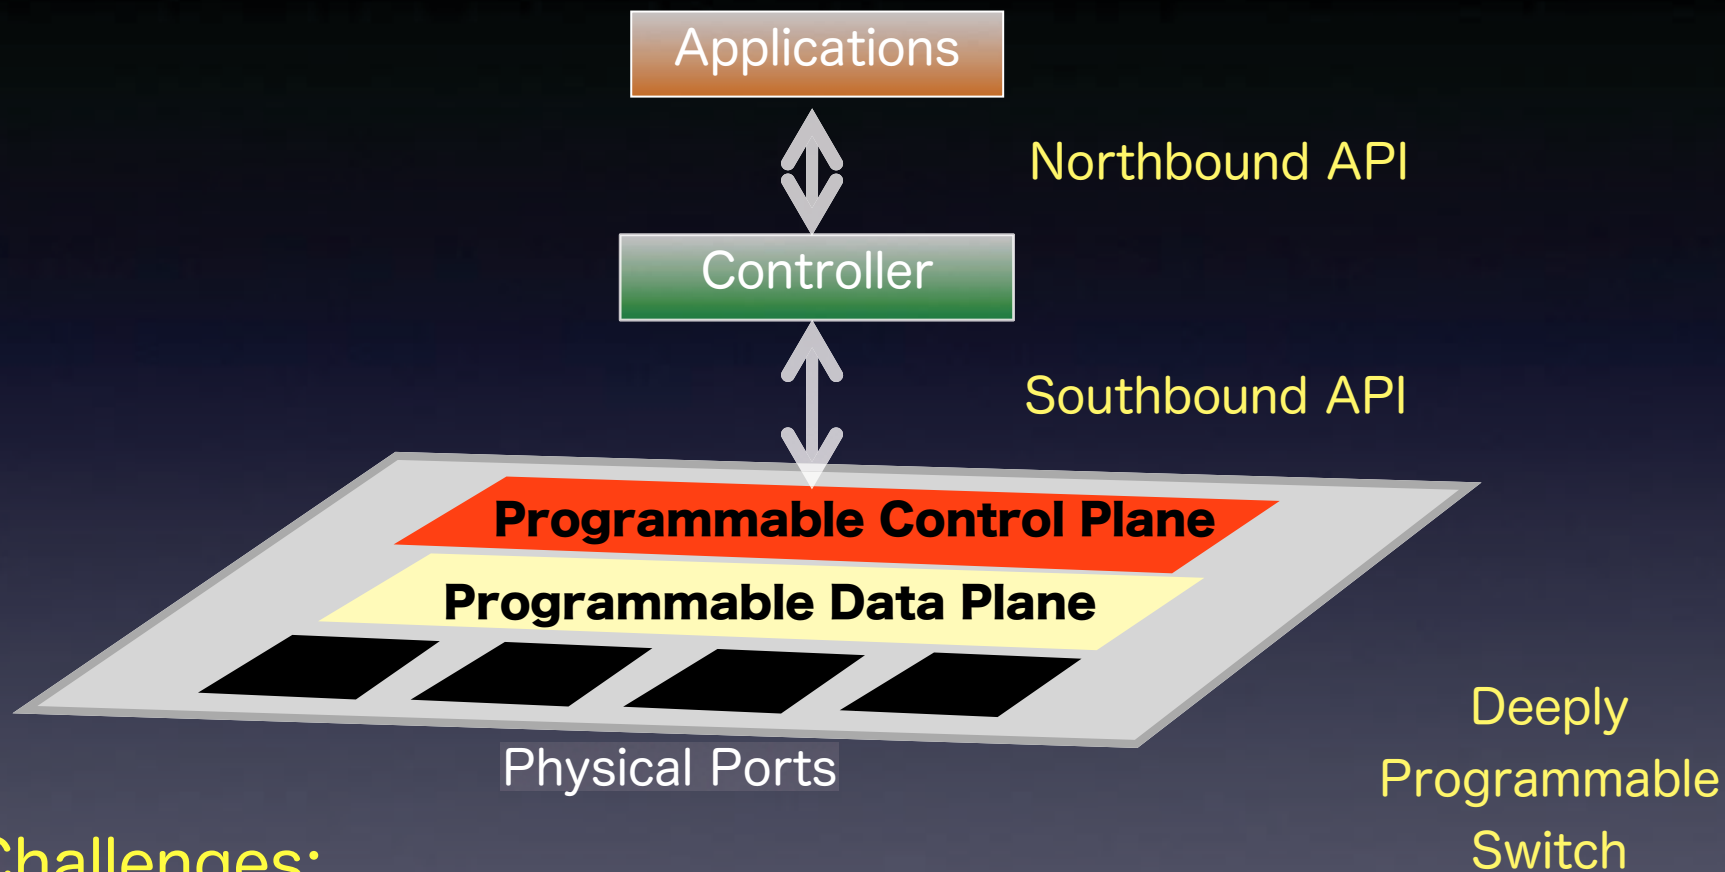 Applications
Northbound API
Controller
Southbound API
Programmable Control Plane
Programmable Data Plane
Physical Ports
Deeply
Programmable
Switch
Challenges: